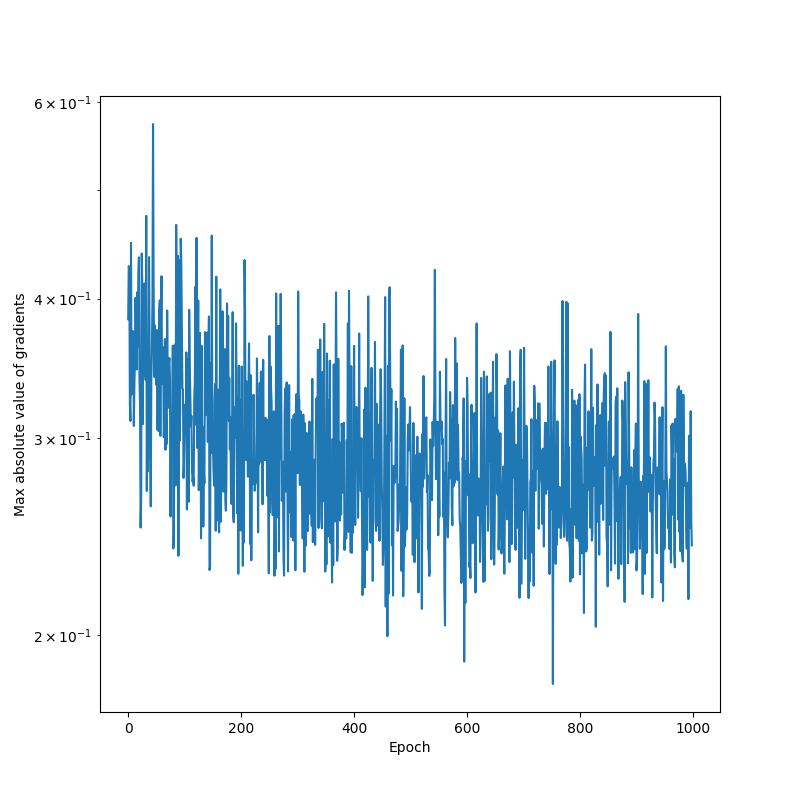 6 × 10⁻¹
4 × 10⁻¹
3 × 10⁻¹
2 × 10⁻¹
Max absolute value of gradients
0 200 400 600 800 1000
Epoch